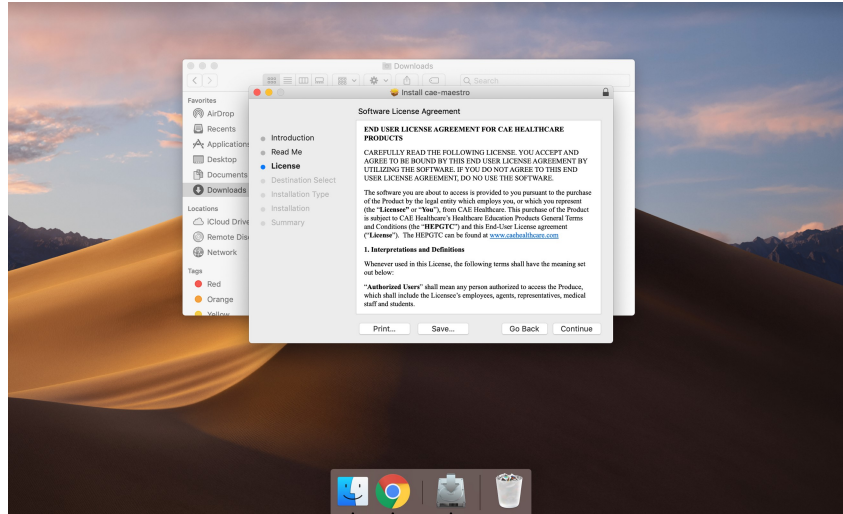 Downloads
Search
Install cae-maestro
Favorites
AirDrop
Recents
Applications
Desktop
Documents
Downloads
Locations
iCloud Drive
Remote Dis
Network
Tags
Red
Orange
Yellow
Introduction
Read Me
License
Destination Select
Installation Type
Installation
Summary
Software License Agreement
END USER LICENSE AGREEMENT FOR CAE HEALTHCARE
PRODUCTS
CAREFULLY READ THE FOLLOWING LICENSE. YOU ACCEPT AND
AGREE TO BE BOUND BY THIS END USER LICENSE AGREEMENT BY
UTILIZING THE SOFTWARE, IF YOU DO NOT AGREE TO THIS END
USER LICENSE AGREEMENT, DO NO USE THE SOFTWARE.
The software you are about to access is provided to you pursuant to the purchase
of the Product by the legal entity which employs you, or which you represent
(the "Licensee" or "You"), from CAE Healthcare. This purchase of the Product
is subject to CAE Healthcare's Healthcare Education Products General Terms
and Conditions (the "HEPGTC") and this End-User License agreement
("License"). The HEPGTC can be found at www.caehealthcare.com
1. Interpretations and Definitions
Whenever used in this License, the following terms shall have the meaning set
out below:
"Authorized Users" shall mean any person authorized to access the Produce,
which shall include the Licensee's employees, agents, representatives, medical
staff and students.
Print...
Save...
Go Back
Continue